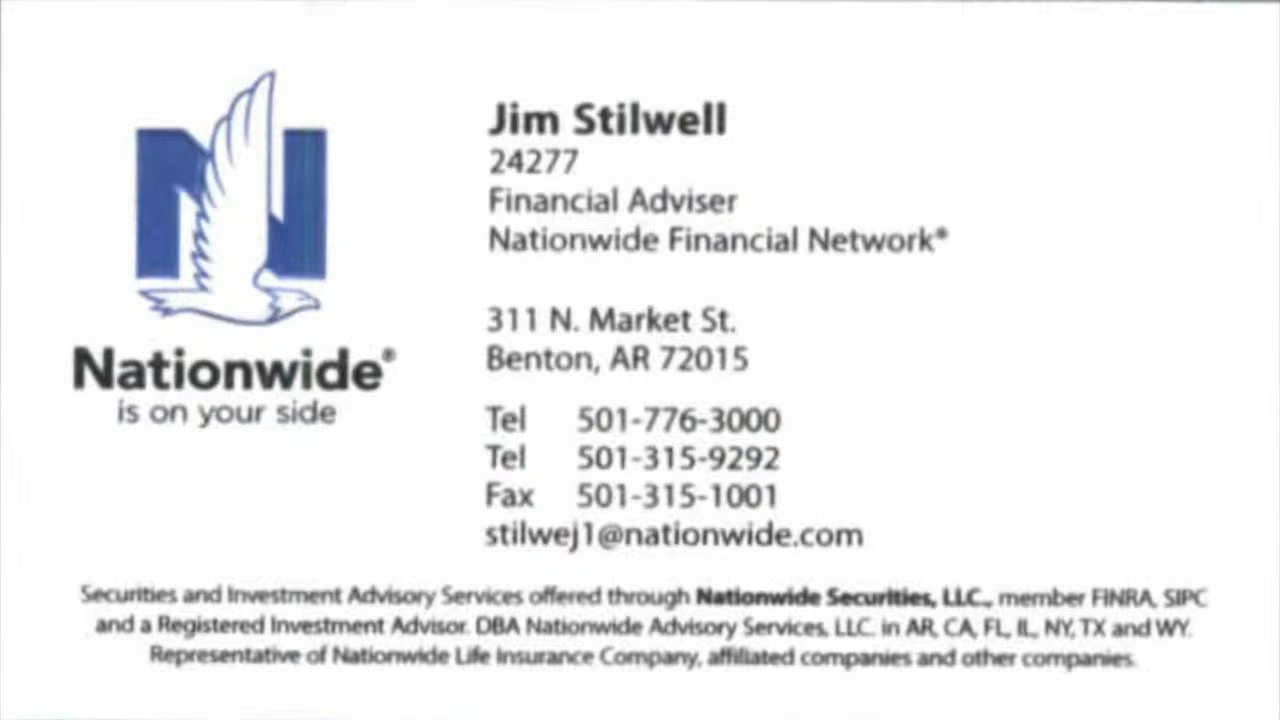 Nationwide®
is on your side
Jim Stilwell
24277
Financial Adviser
Nationwide Financial Network®
311 N. Market St.
Benton, AR 72015
Tel 501-776-3000
Tel 501-315-9292
Fax 501-315-1001
stilwej1@nationwide.com
Securities and Investment Advisory Services offered through Nationwide Securities, LLC., member FINRA, SIPC
and a Registered Investment Advisor. DBA Nationwide Advisory Services, LLC. in AR, CA, FL, IL, NY, TX and WY.
Representative of Nationwide Life Insurance Company, affiliated companies and other companies.